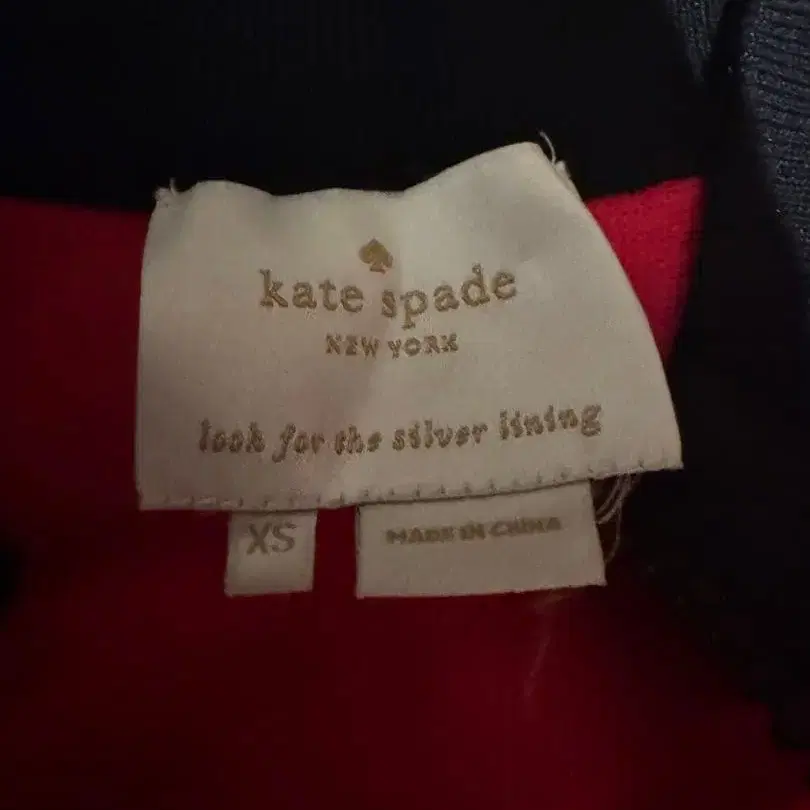 kate spade
NEW YORK
look for the silver lining
XS
MADE IN CHINA